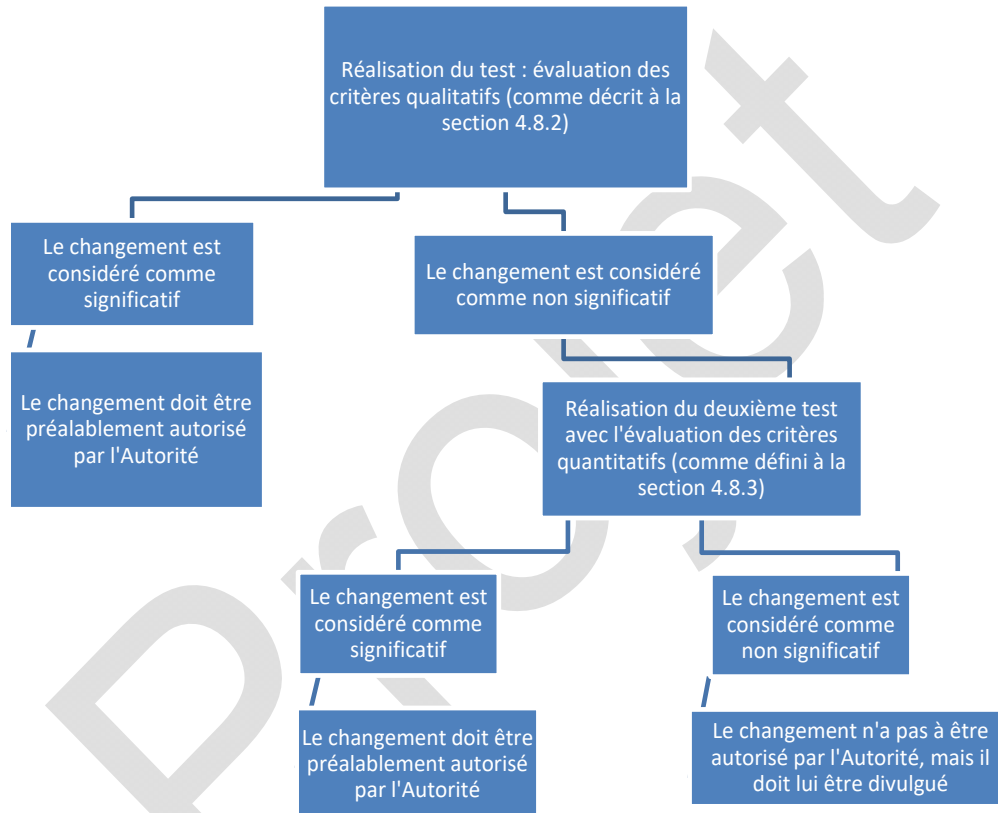 Réalisation du test : évaluation des
critères qualitatifs (comme décrit à la
section 4.8.2)
Le changement est
considéré comme
significatif
Le changement est considéré
comme non significatif
Le changement doit être
préalablement autorisé
par l'Autorité
Réalisation du deuxième test
avec l'évaluation des critères
quantitatifs (comme défini à la
section 4.8.3)
Le changement est
considéré comme
significatif
Le changement est
considéré comme
non significatif
Le changement doit être
préalablement autorisé
par l'Autorité
Le changement n'a pas à être
autorisé par l'Autorité, mais il
doit lui être divulgué
Projet